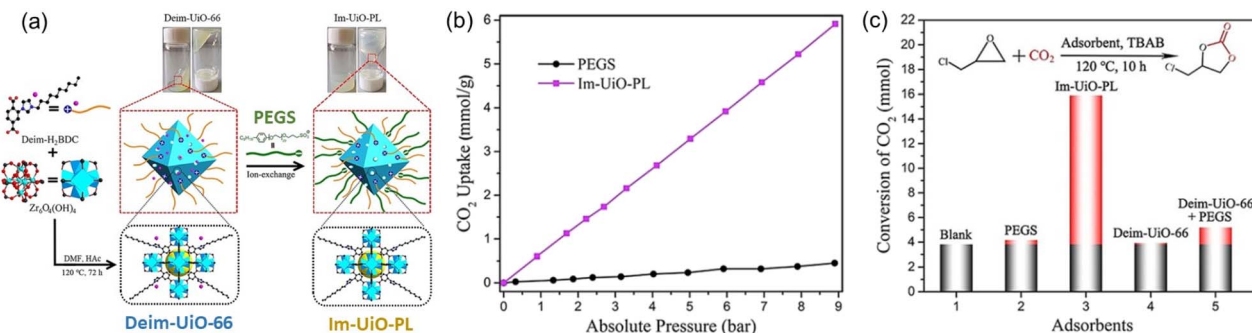 (a)
Deim-UiO-66
Im-UiO-PL
Deim-H₂BDC
+
Zr₆O₄(OH)₄
DMF, HAc
120 °C, 72 h
PEGS
Ion-exchange
Deim-UiO-66
Im-UiO-PL
(b)
CO₂ Uptake (mmol/g)
6
5
4
3
2
1
0
PEGS
Im-UiO-PL
0 1 2 3 4 5 6 7 8 9
Absolute Pressure (bar)
(c)
Conversion of CO₂ (mmol)
22
20
18
16
14
12
10
8
6
4
2
0
O
Cl
+ CO₂
Adsorbent, TBAB
120 °C, 10 h
O
O
O
Cl
Im-UiO-PL
Blank
PEGS
Deim-UiO-66
Deim-UiO-66
+ PEGS
1 2 3 4 5
Adsorbents